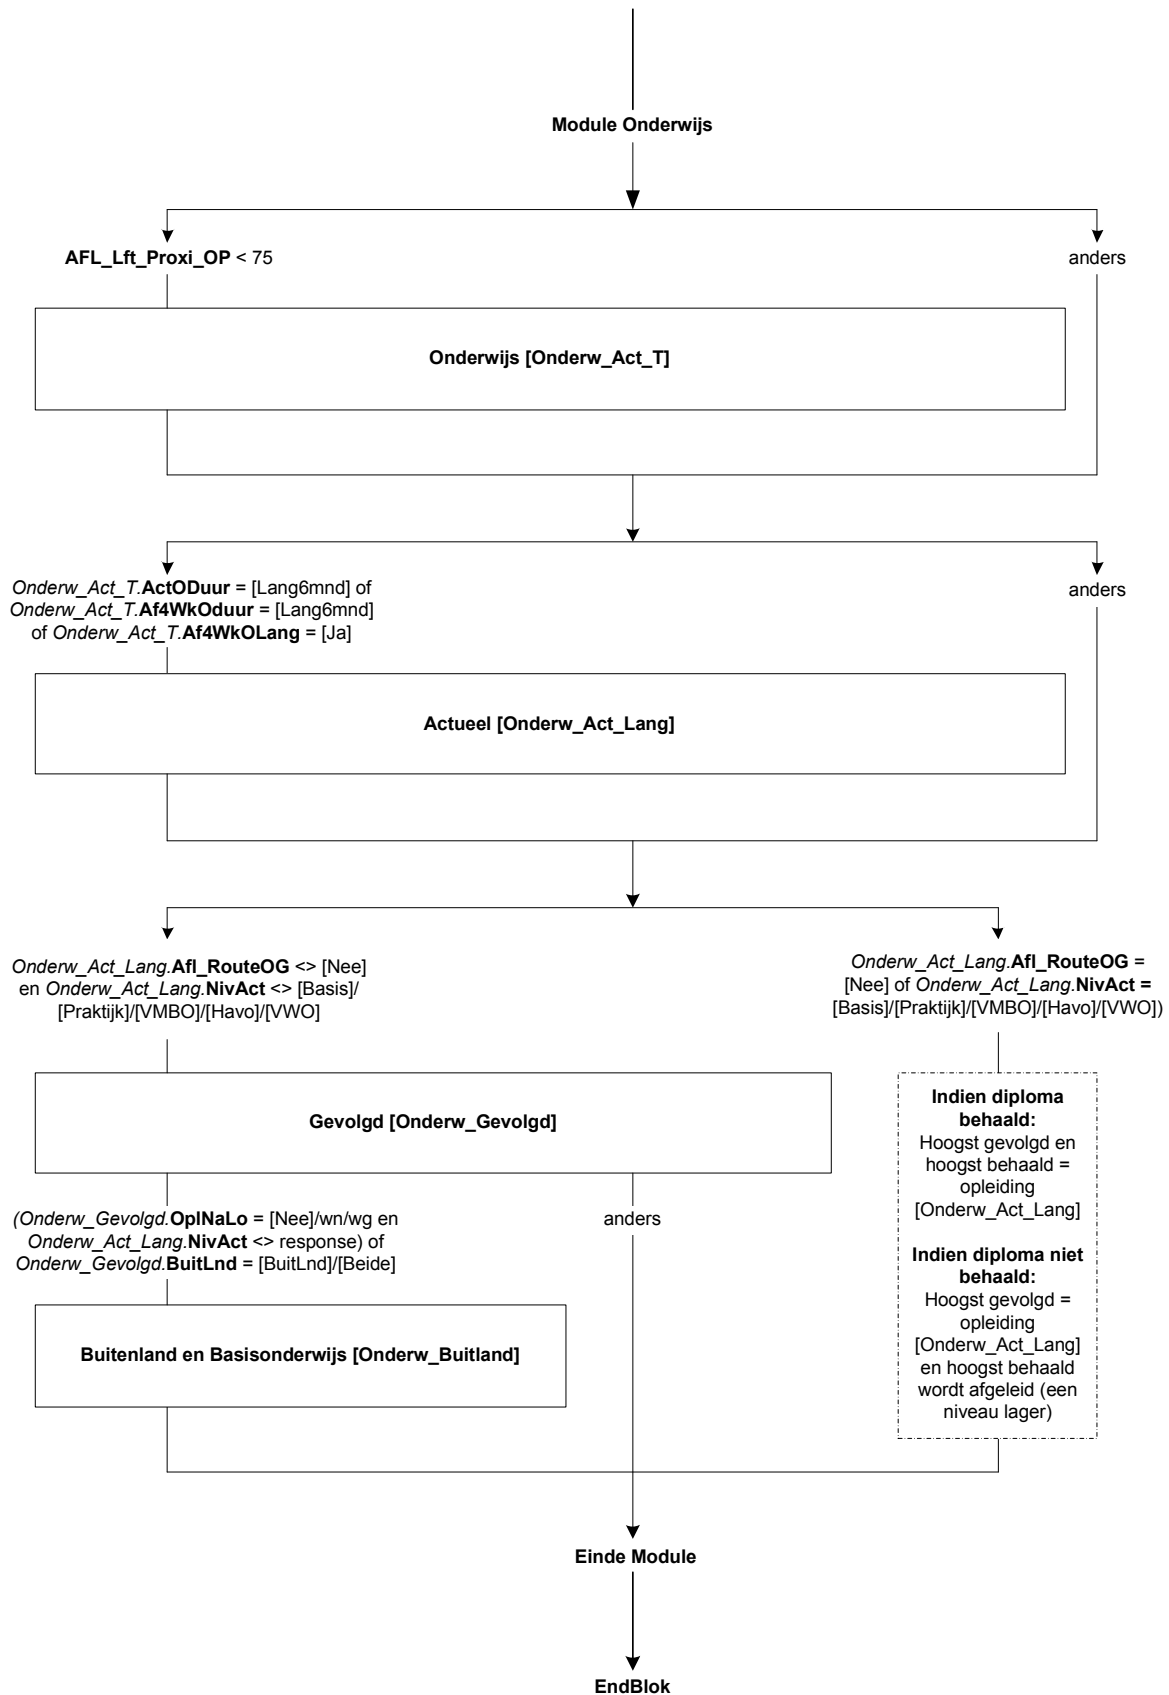 Module Onderwijs
AFL_Lft_Proxi_OP < 75
anders
Onderwijs [Onderw_Act_T]
Onderw_Act_T.ActODuur = [Lang6mnd] of
Onderw_Act_T.Af4WkOduur = [Lang6mnd]
of Onderw_Act_T.Af4WkOLang = [Ja]
anders
Actueel [Onderw_Act_Lang]
Onderw_Act_Lang.Afl_RouteOG <> [Nee]
en Onderw_Act_Lang.NivAct <> [Basis]/
[Praktijk]/[VMBO]/[Havo]/[VWO]
Onderw_Act_Lang.Afl_RouteOG =
[Nee] of Onderw_Act_Lang.NivAct =
[Basis]/[Praktijk]/[VMBO]/[Havo]/[VWO])
Gevolgd [Onderw_Gevolgd]
Indien diploma
behaald:
Hoogst gevolgd en
hoogst behaald =
opleiding
[Onderw_Act_Lang]
Indien diploma niet
behaald:
Hoogst gevolgd =
opleiding
[Onderw_Act_Lang]
en hoogst behaald
wordt afgeleid (een
niveau lager)
(Onderw_Gevolgd.OplNaLo = [Nee]/wn/wg en
Onderw_Act_Lang.NivAct <> response) of
Onderw_Gevolgd.BuitLnd = [BuitLnd]/[Beide]
anders
Buitenland en Basisonderwijs [Onderw_Buitland]
Einde Module
EndBlok